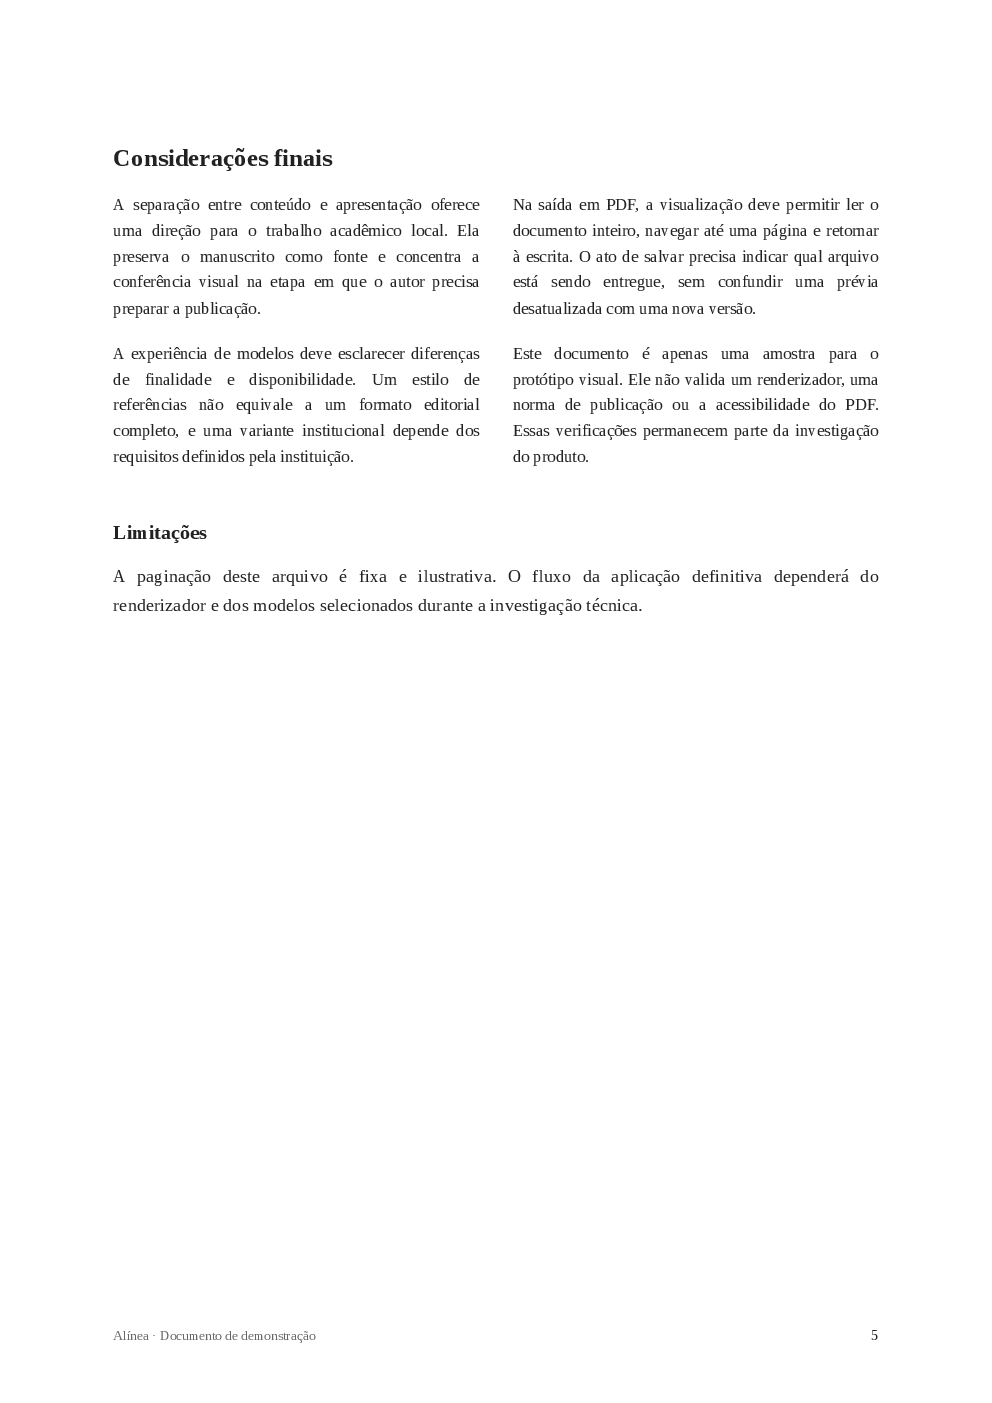 Considerações finais
A separação entre conteúdo e apresentação oferece
uma direção para o trabalho acadêmico local. Ela
preserva o manuscrito como fonte e concentra a
conferência visual na etapa em que o autor precisa
preparar a publicação.
A experiência de modelos deve esclarecer diferenças
de finalidade e disponibilidade. Um estilo de
referências não equivale a um formato editorial
completo, e uma variante institucional depende dos
requisitos definidos pela instituição.
Na saída em PDF, a visualização deve permitir ler o
documento inteiro, navegar até uma página e retornar
à escrita. O ato de salvar precisa indicar qual arquivo
está sendo entregue, sem confundir uma prévia
desatualizada com uma nova versão.
Este documento é apenas uma amostra para o
protótipo visual. Ele não valida um renderizador, uma
norma de publicação ou a acessibilidade do PDF.
Essas verificações permanecem parte da investigação
do produto.
Limitações
A paginação deste arquivo é fixa e ilustrativa. O fluxo da aplicação definitiva dependerá do
renderizador e dos modelos selecionados durante a investigação técnica.
Alínea · Documento de demonstração
5